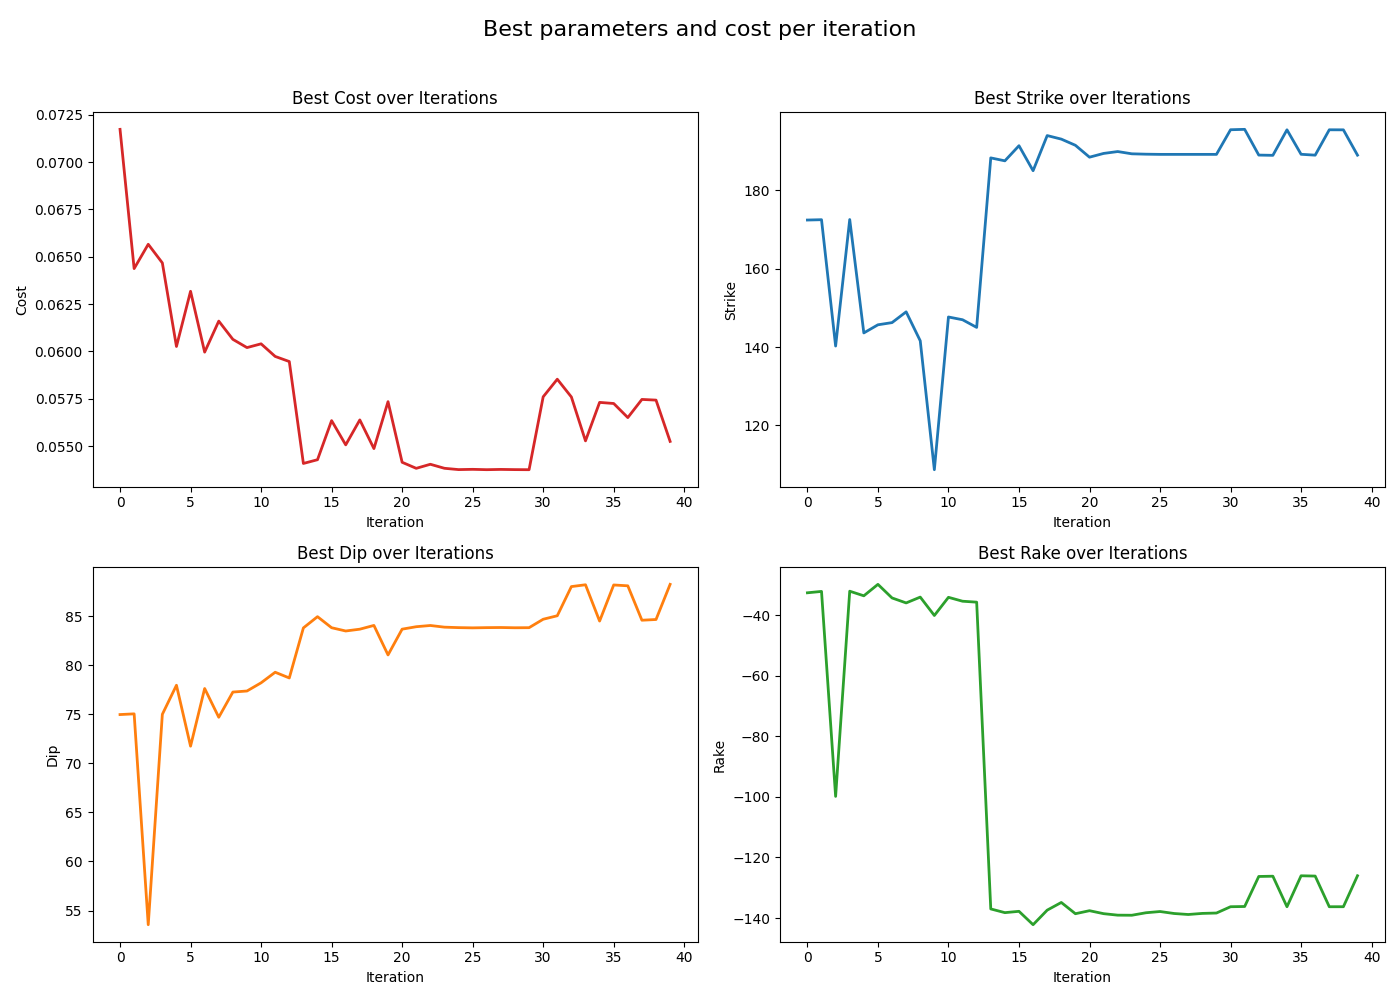 Best parameters and cost per iteration
Best Cost over Iterations
Cost
0.0725
0.0700
0.0675
0.0650
0.0625
0.0600
0.0575
0.0550
0 5 10 15 20 25 30 35 40
Iteration
Best Strike over Iterations
Strike
180
160
140
120
0 5 10 15 20 25 30 35 40
Iteration
Best Dip over Iterations
Dip
85
80
75
70
65
60
55
0 5 10 15 20 25 30 35 40
Iteration
Best Rake over Iterations
Rake
−40
−60
−80
−100
−120
−140
0 5 10 15 20 25 30 35 40
Iteration